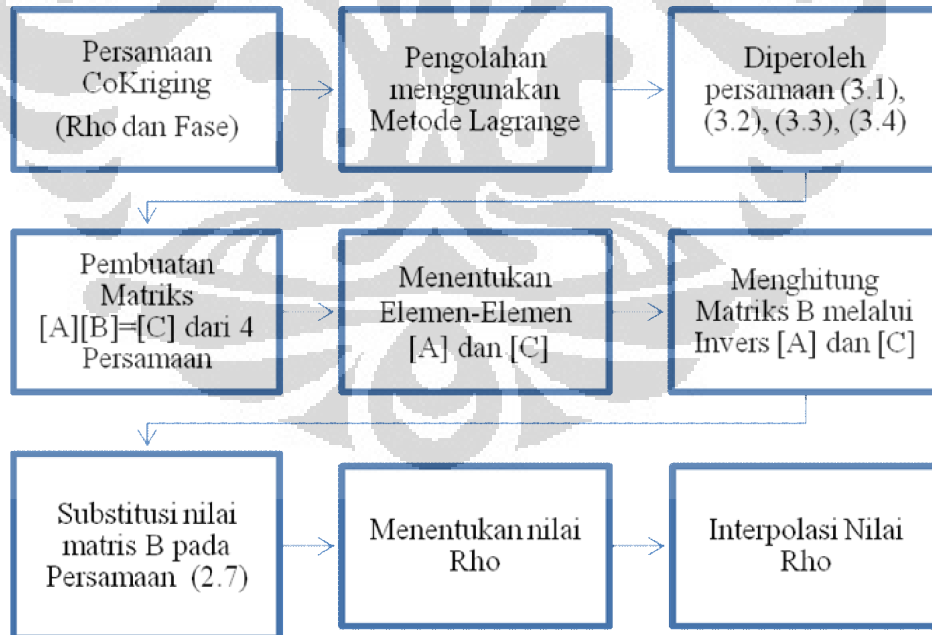 Persamaan
CoKriging
(Rho dan Fase)
Pengolahan
menggunakan
Metode Lagrange
Diperoleh
persamaan (3.1),
(3.2), (3.3), (3.4)
Pembuatan
Matriks
[A][B]=[C] dari 4
Persamaan
Menentukan
Elemen-Elemen
[A] dan [C]
Menghitung
Matriks B melalui
Invers [A] dan [C]
Substitusi nilai
matris B pada
Persamaan (2.7)
Menentukan nilai
Rho
Interpolasi Nilai
Rho